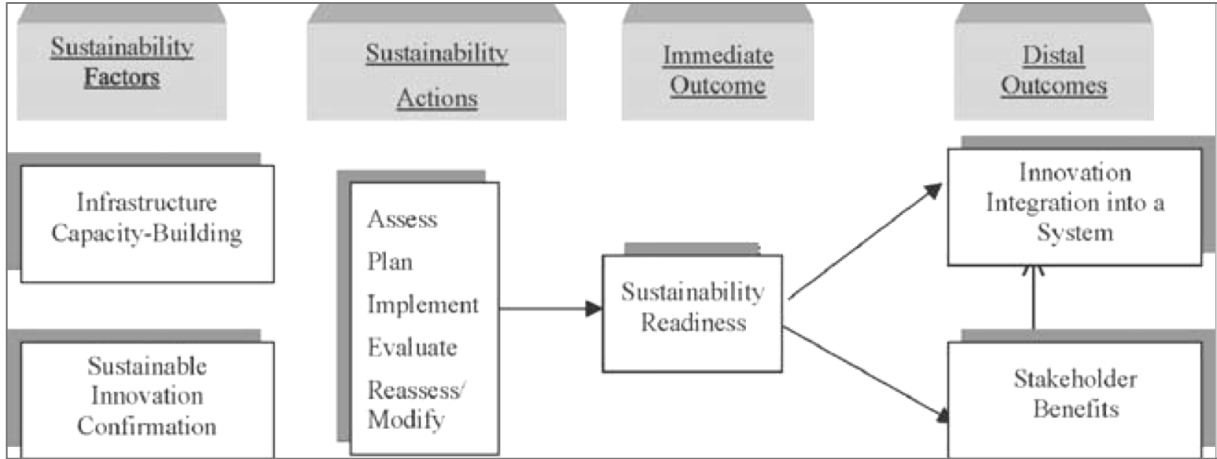 Sustainability
Factors
Sustainability
Actions
Immediate
Outcome
Distal
Outcomes
Infrastructure
Capacity-Building
Sustainable
Innovation
Confirmation
Assess
Plan
Implement
Evaluate
Reassess/
Modify
Sustainability
Readiness
Innovation
Integration into a
System
Stakeholder
Benefits